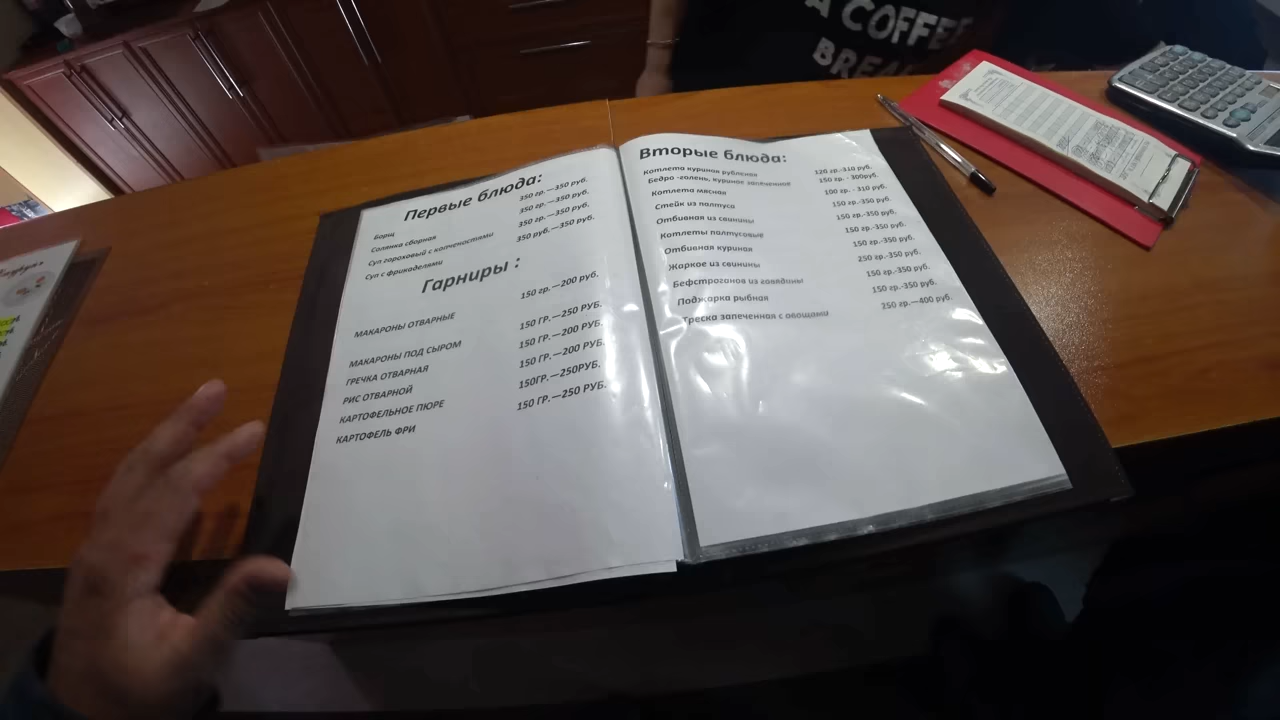 A COFFEE
BREAK
Первые блюда:
Борщ 350 гр.—350 руб.
Солянка сборная 350 гр.—350 руб.
Суп гороховый с копченостями 350 гр.—350 руб.
Суп с фрикаделями 350 руб.—350 руб.
Гарниры :
МАКАРОНЫ ОТВАРНЫЕ 150 гр.—200 руб.
МАКАРОНЫ ПОД СЫРОМ 150 ГР.—250 РУБ.
ГРЕЧКА ОТВАРНАЯ 150 ГР.—200 РУБ.
РИС ОТВАРНОЙ 150 ГР.—200 РУБ.
КАРТОФЕЛЬНОЕ ПЮРЕ 150ГР.—250РУБ.
КАРТОФЕЛЬ ФРИ 150 ГР.—250 РУБ.
Вторые блюда:
Котлета куриная рубленая 120 гр.-310 руб.
Бедро -голень, куриное запеченное 150 гр. - 300руб.
Котлета мясная 100 гр. - 310 руб.
Стейк из палтуса 150 гр.-350 руб.
Отбивная из свинины 150 гр.-350 руб.
Котлеты палтусовые 150 гр.-350 руб.
Отбивная куриная 150 гр.-350 руб.
Жаркое из свинины 250 гр.-350 руб.
Бефстроганов из говядины 150 гр.-350 руб.
Поджарка рыбная 150 гр.-350 руб.
Треска запеченная с овощами 250 гр.—400 руб.